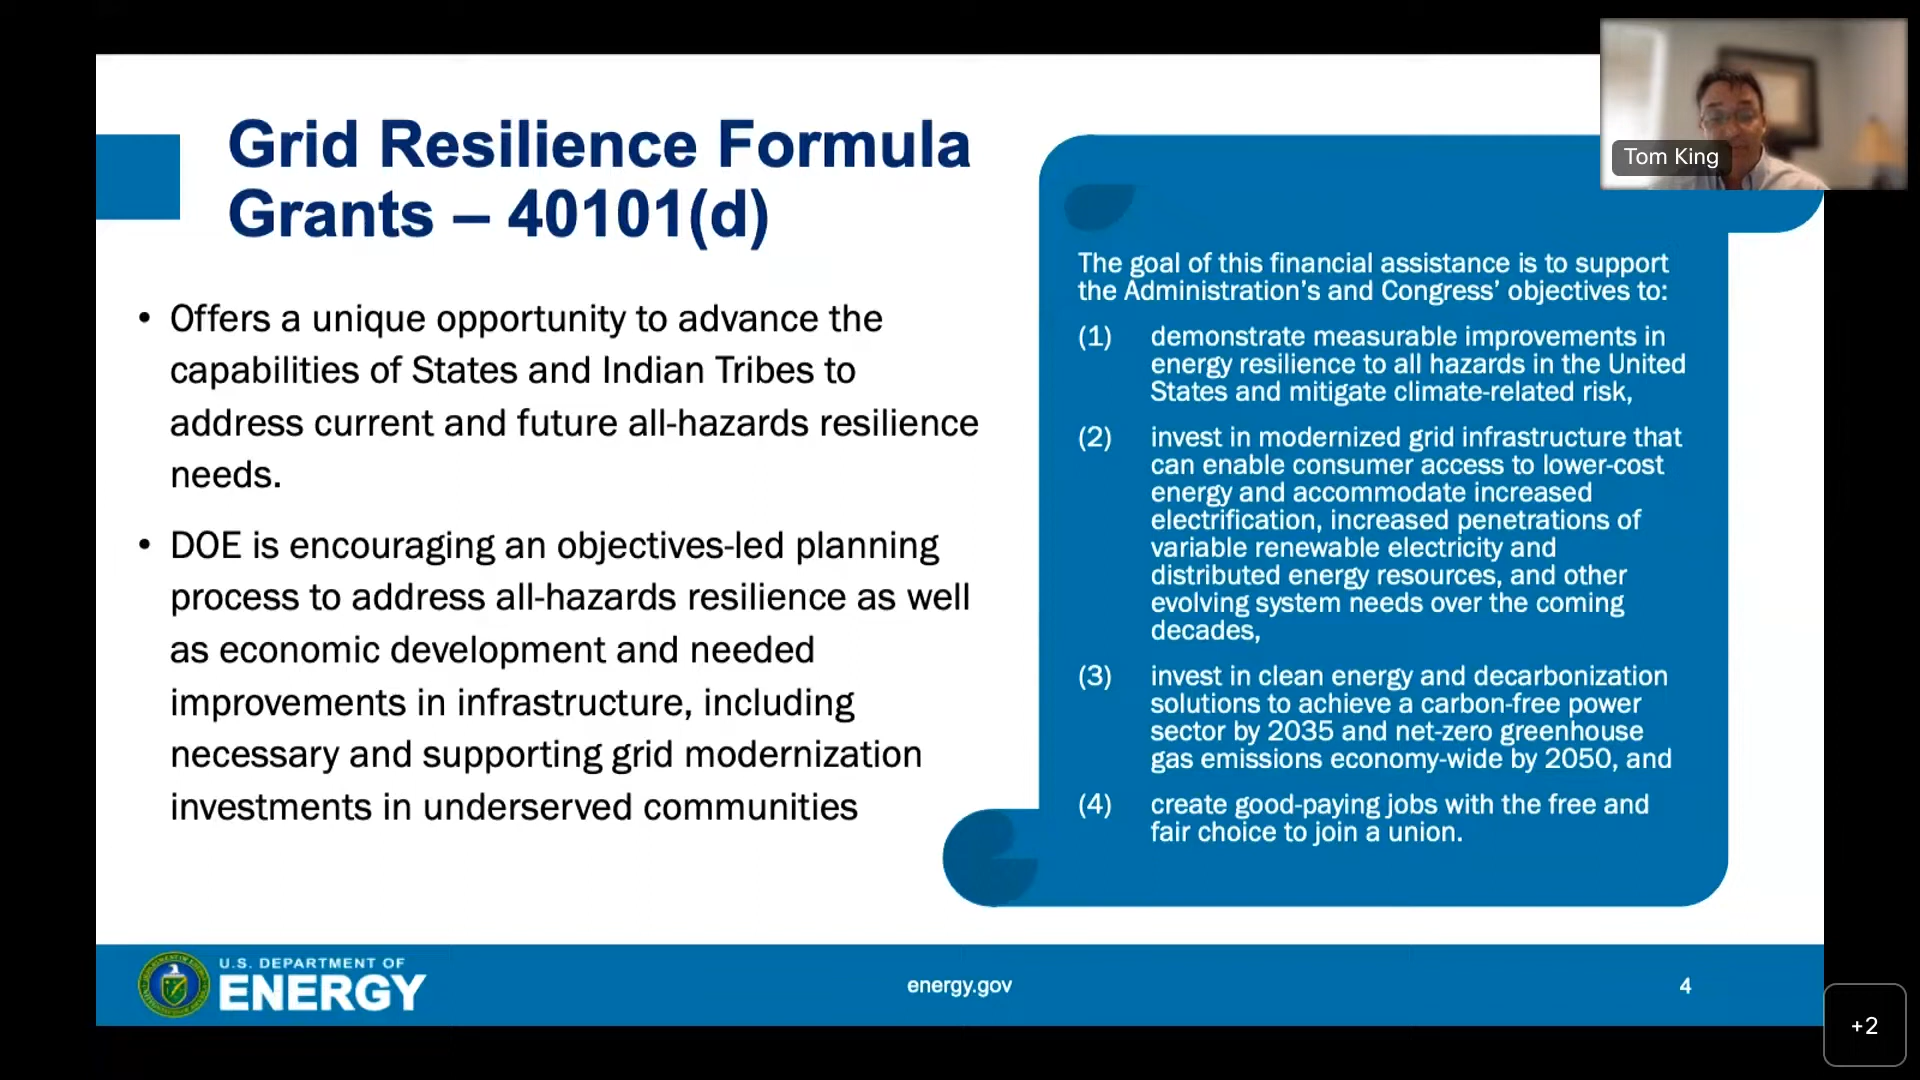 Grid Resilience Formula
Grants – 40101(d)
• Offers a unique opportunity to advance the
capabilities of States and Indian Tribes to
address current and future all-hazards resilience
needs.
• DOE is encouraging an objectives-led planning
process to address all-hazards resilience as well
as economic development and needed
improvements in infrastructure, including
necessary and supporting grid modernization
investments in underserved communities
The goal of this financial assistance is to support
the Administration’s and Congress’ objectives to:
(1) demonstrate measurable improvements in
energy resilience to all hazards in the United
States and mitigate climate-related risk,
(2) invest in modernized grid infrastructure that
can enable consumer access to lower-cost
energy and accommodate increased
electrification, increased penetrations of
variable renewable electricity and
distributed energy resources, and other
evolving system needs over the coming
decades,
(3) invest in clean energy and decarbonization
solutions to achieve a carbon-free power
sector by 2035 and net-zero greenhouse
gas emissions economy-wide by 2050, and
(4) create good-paying jobs with the free and
fair choice to join a union.
Tom King
U.S. DEPARTMENT OF
ENERGY
energy.gov
4
+2